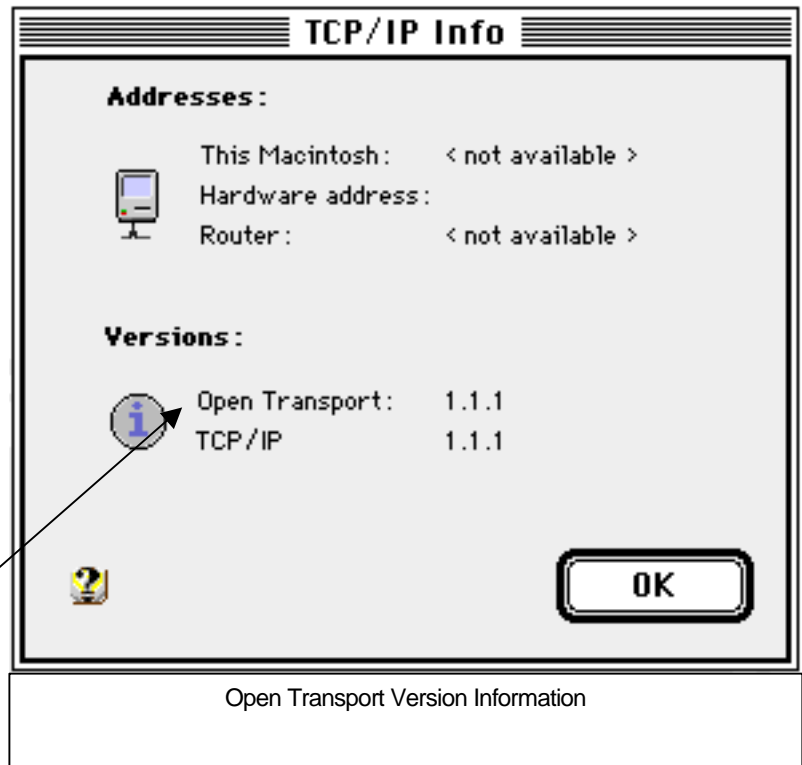 TCP/IP Info
Addresses:
This Macintosh: < not available >
Hardware address:
Router: < not available >
Versions:
Open Transport: 1.1.1
TCP/IP 1.1.1
OK
Open Transport Version Information